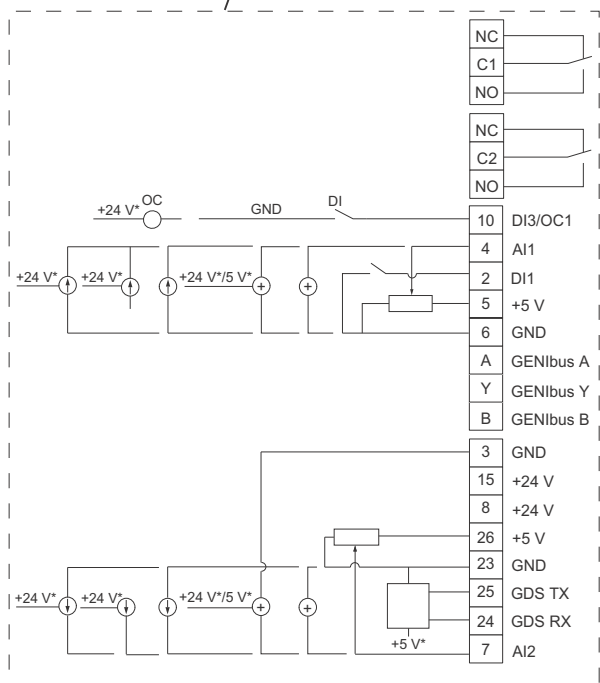 NC
C1
NO
NC
C2
NO
+24 V* OC GND DI 10 DI3/OC1
4 AI1
+24 V* +24 V* +24 V*/5 V* + + 2 DI1
5 +5 V
6 GND
A GENIbus A
Y GENIbus Y
B GENIbus B
3 GND
15 +24 V
8 +24 V
26 +5 V
23 GND
+24 V* +24 V* +24 V*/5 V* + + 25 GDS TX
24 GDS RX
+5 V* 7 AI2